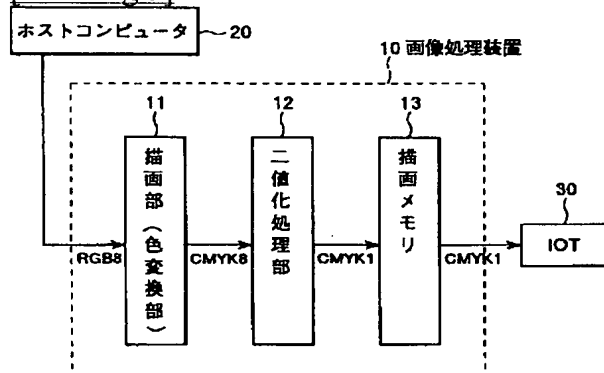 ホストコンピュータ
20
10 画像処理装置
11
12
13
描画部（色変換部）
二値化処理部
描画メモリ
30
IOT
RGB8
CMYK8
CMYK1
CMYK1